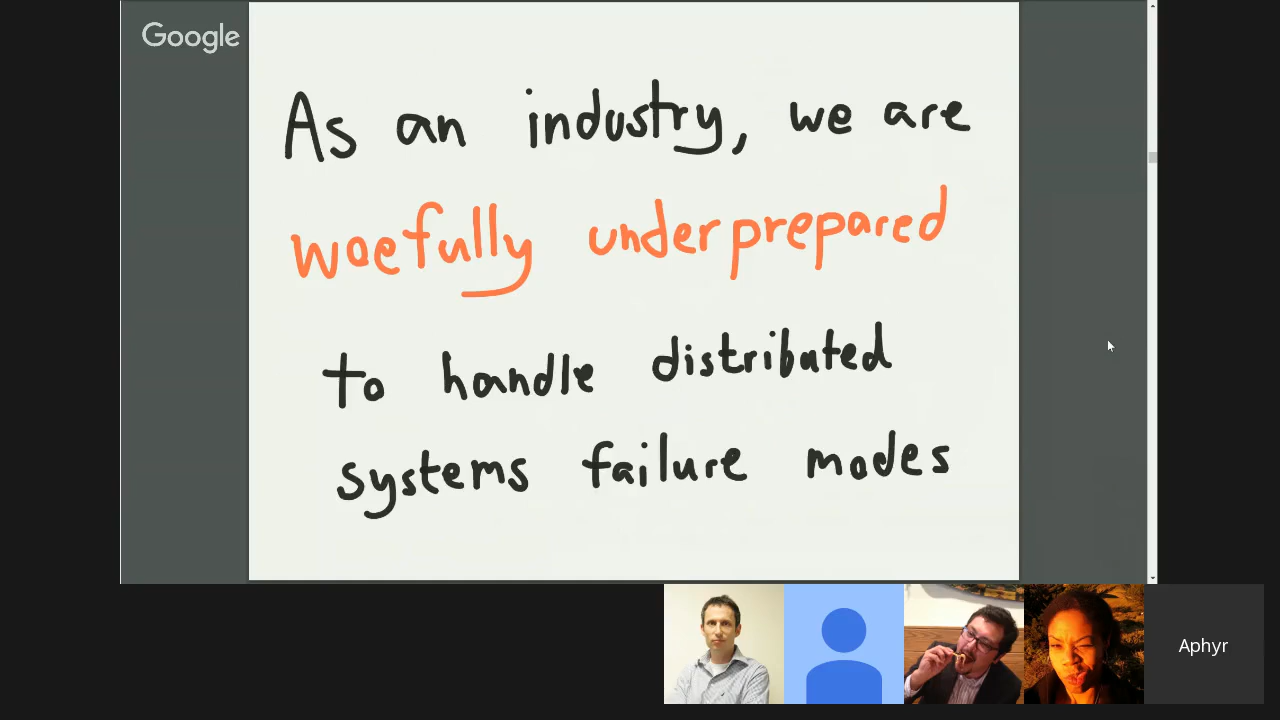 Google
As an industry, we are
woefully underprepared
to handle distributed
systems failure modes
Aphyr